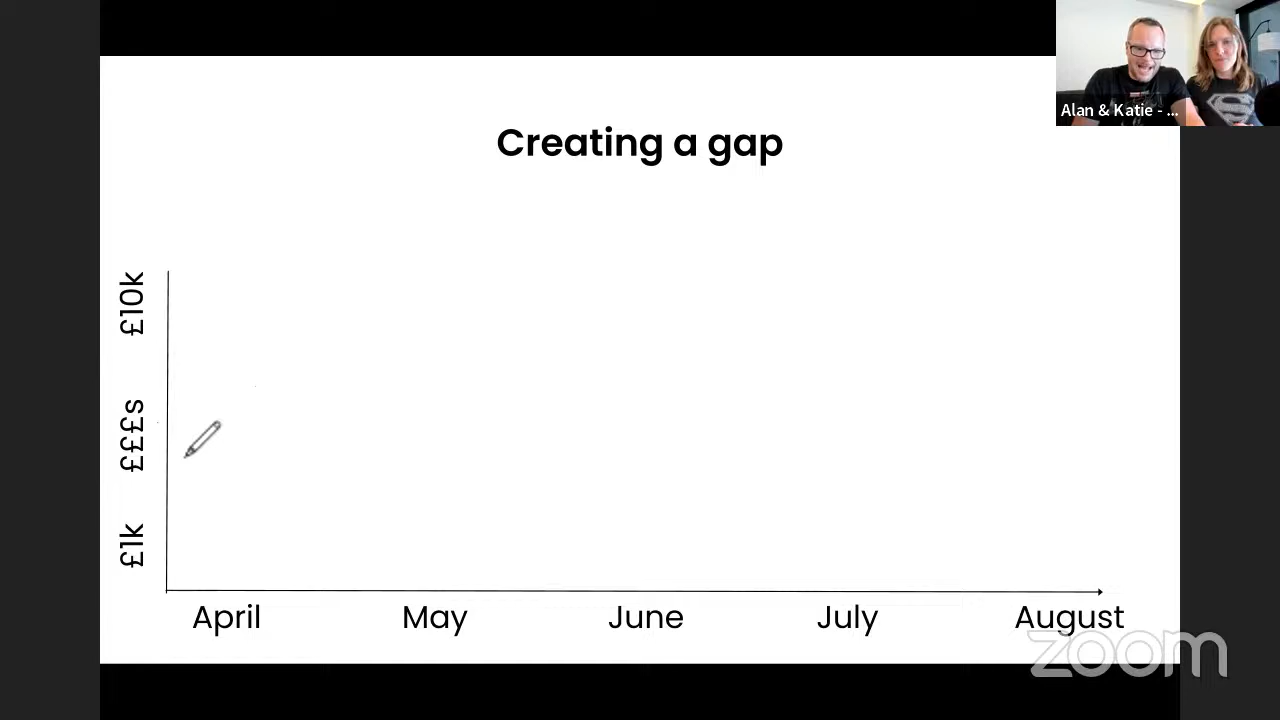 Alan & Katie - ...
Creating a gap
£10k
£££s
£1k
April May June July August
zoom